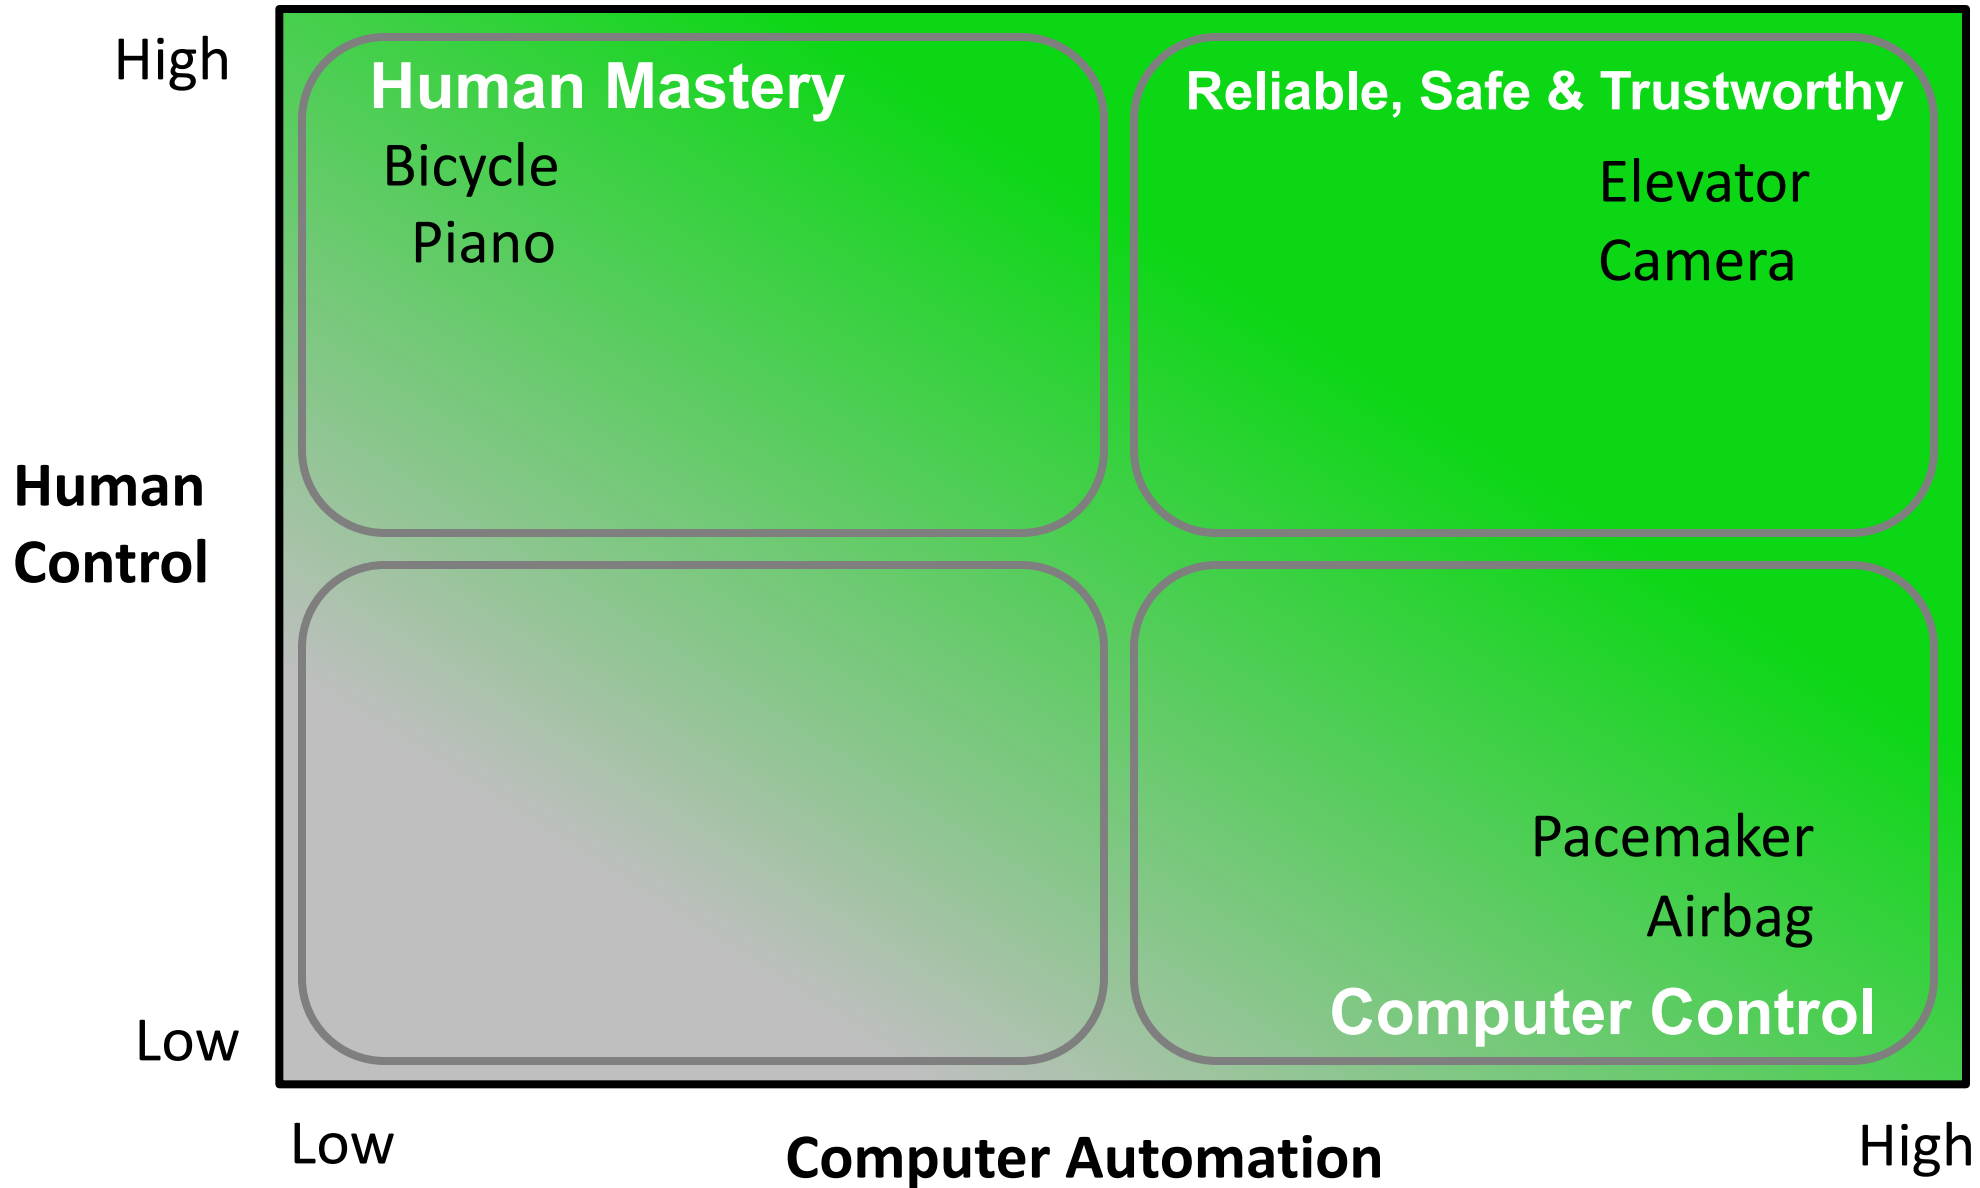 High
Human Mastery
Bicycle
Piano
Reliable, Safe & Trustworthy
Elevator
Camera
Human
Control
Pacemaker
Airbag
Computer Control
Low
Low
Computer Automation
High